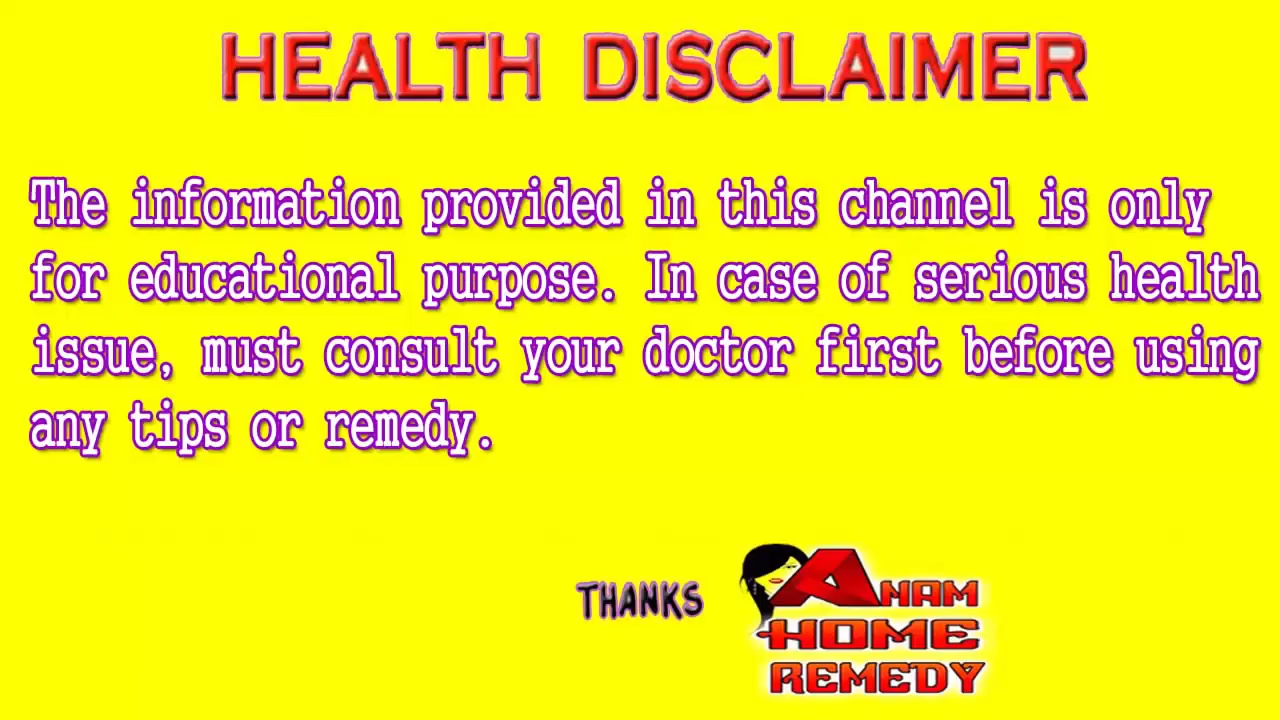 HEALTH DISCLAIMER
The information provided in this channel is only
for educational purpose. In case of serious health
issue, must consult your doctor first before using
any tips or remedy.
THANKS
ANAM
HOME
REMEDY